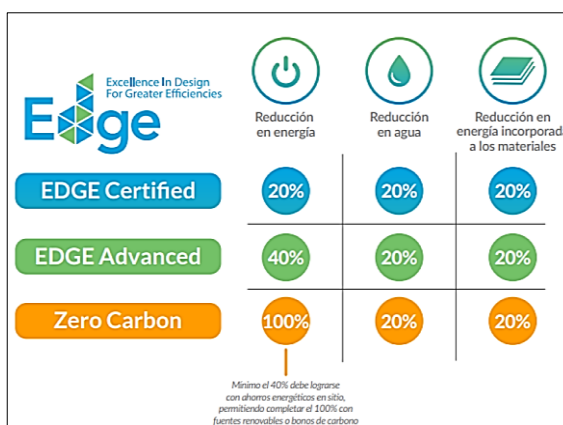 Excellence In Design
For Greater Efficiencies
Edge
Reducción
en energía
Reducción
en agua
Reducción en
energía incorporad
a los materiales
EDGE Certified
20%
20%
20%
EDGE Advanced
40%
20%
20%
Zero Carbon
100%
20%
20%
Mínimo el 40% debe lograrse
con ahorros energéticos en sitio,
permitiendo completar el 100% con
fuentes renovables o bonos de carbono